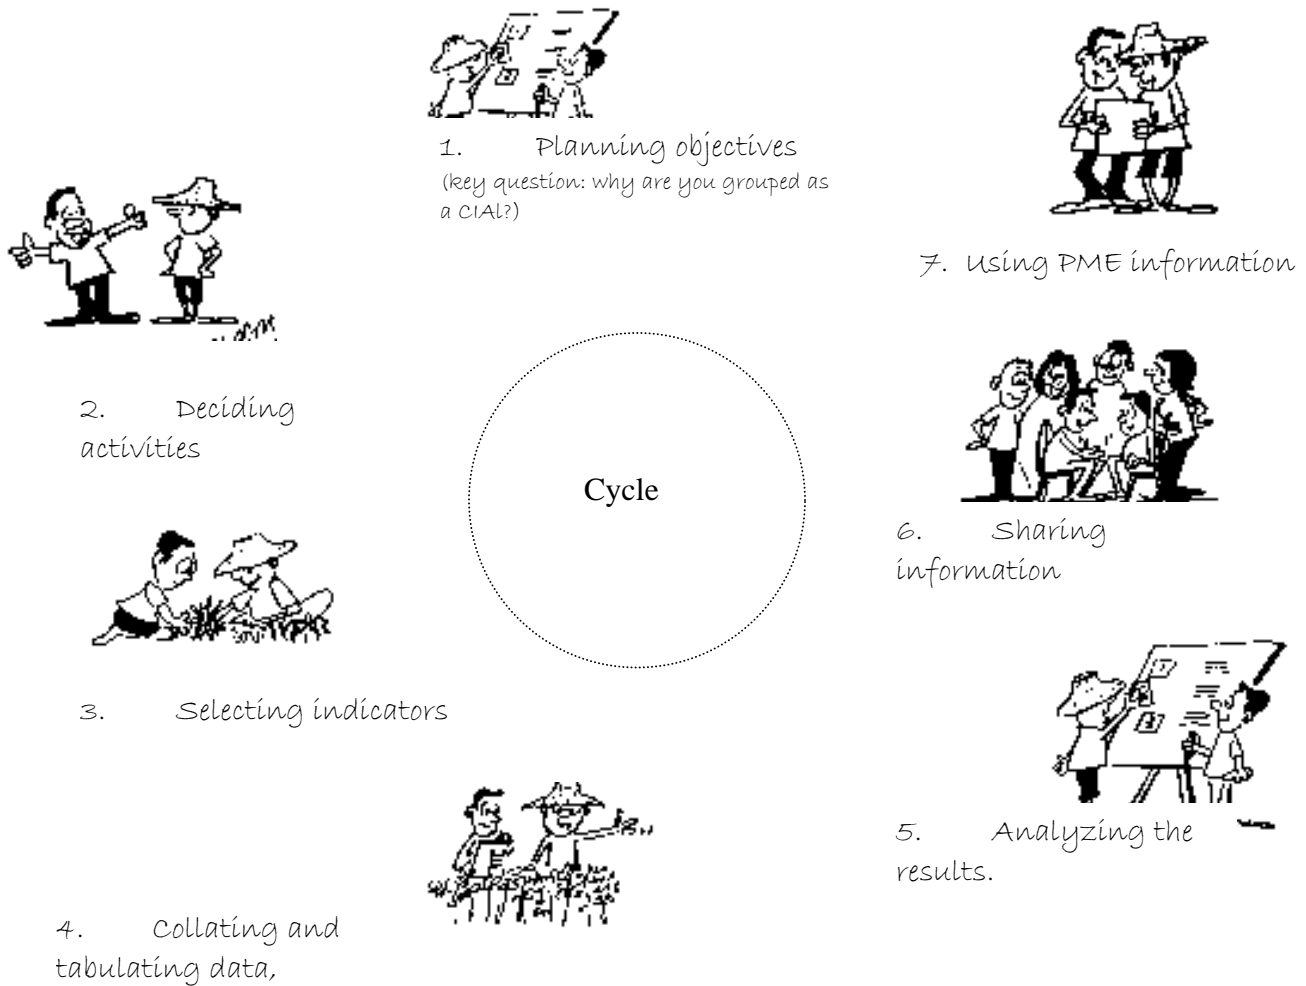 1. Planning objectives
(key question: why are you grouped as
a CIAl?)
2. Deciding
activities
3. Selecting indicators
4. Collating and
tabulating data,
5. Analyzing the
results.
6. Sharing
information
7. Using PME information
Cycle